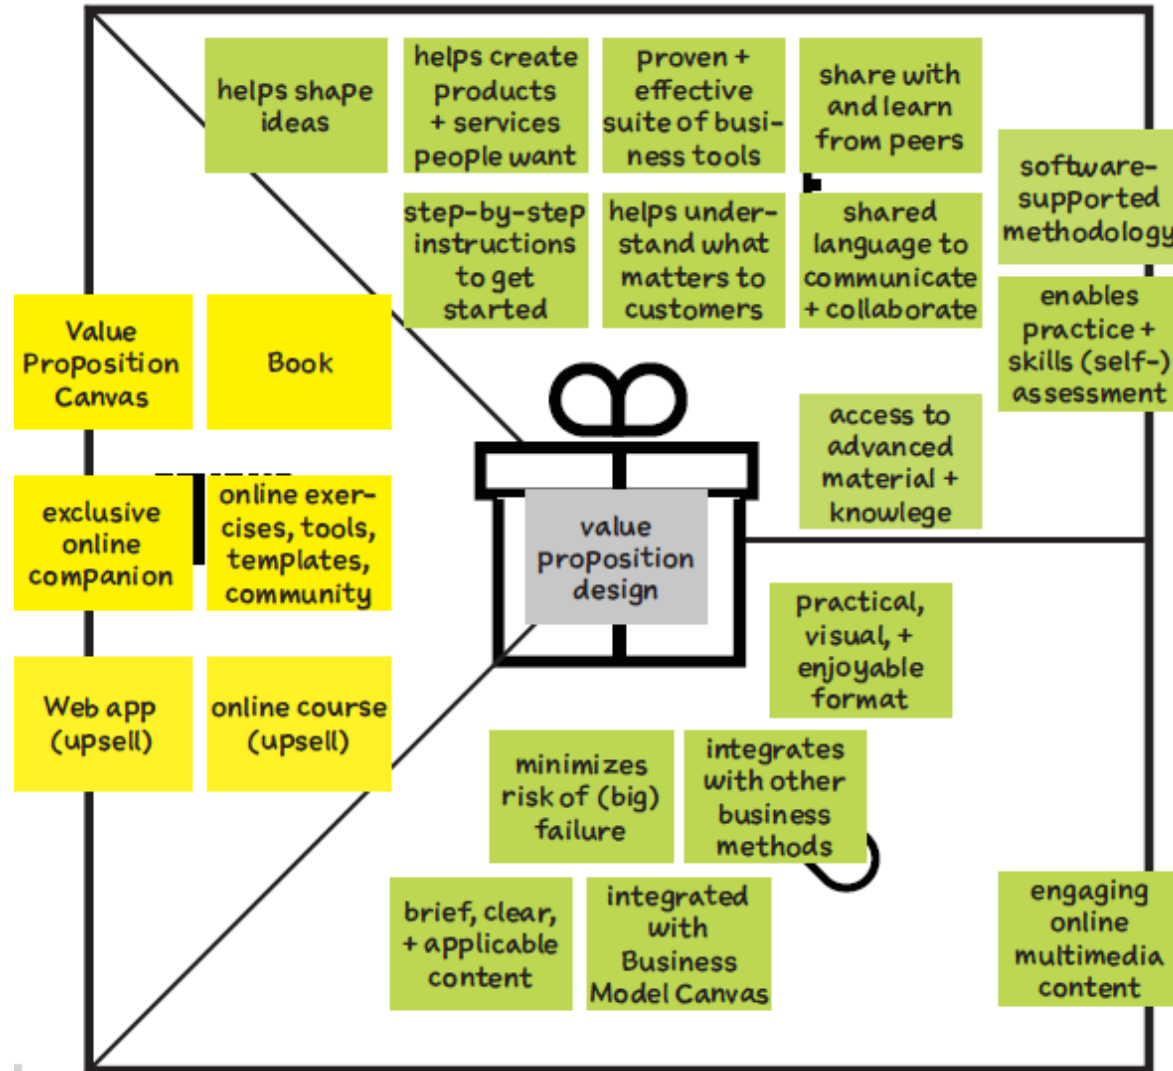 helps shape
ideas
helps create
products
+ services
people want
proven +
effective
suite of busi-
ness tools
share with
and learn
from peers
software-
supported
methodology
step-by-step
instructions
to get
started
helps under-
stand what
matters to
customers
shared
language to
communicate
+ collaborate
enables
practice +
skills (self-)
assessment
Value
Proposition
Canvas
Book
access to
advanced
material +
knowlege
exclusive
online
companion
online exer-
cises, tools,
templates,
community
value
proposition
design
practical,
visual, +
enjoyable
format
Web app
(upsell)
online course
(upsell)
minimizes
risk of (big)
failure
integrates
with other
business
methods
brief, clear,
+ applicable
content
integrated
with
Business
Model Canvas
engaging
online
multimedia
content